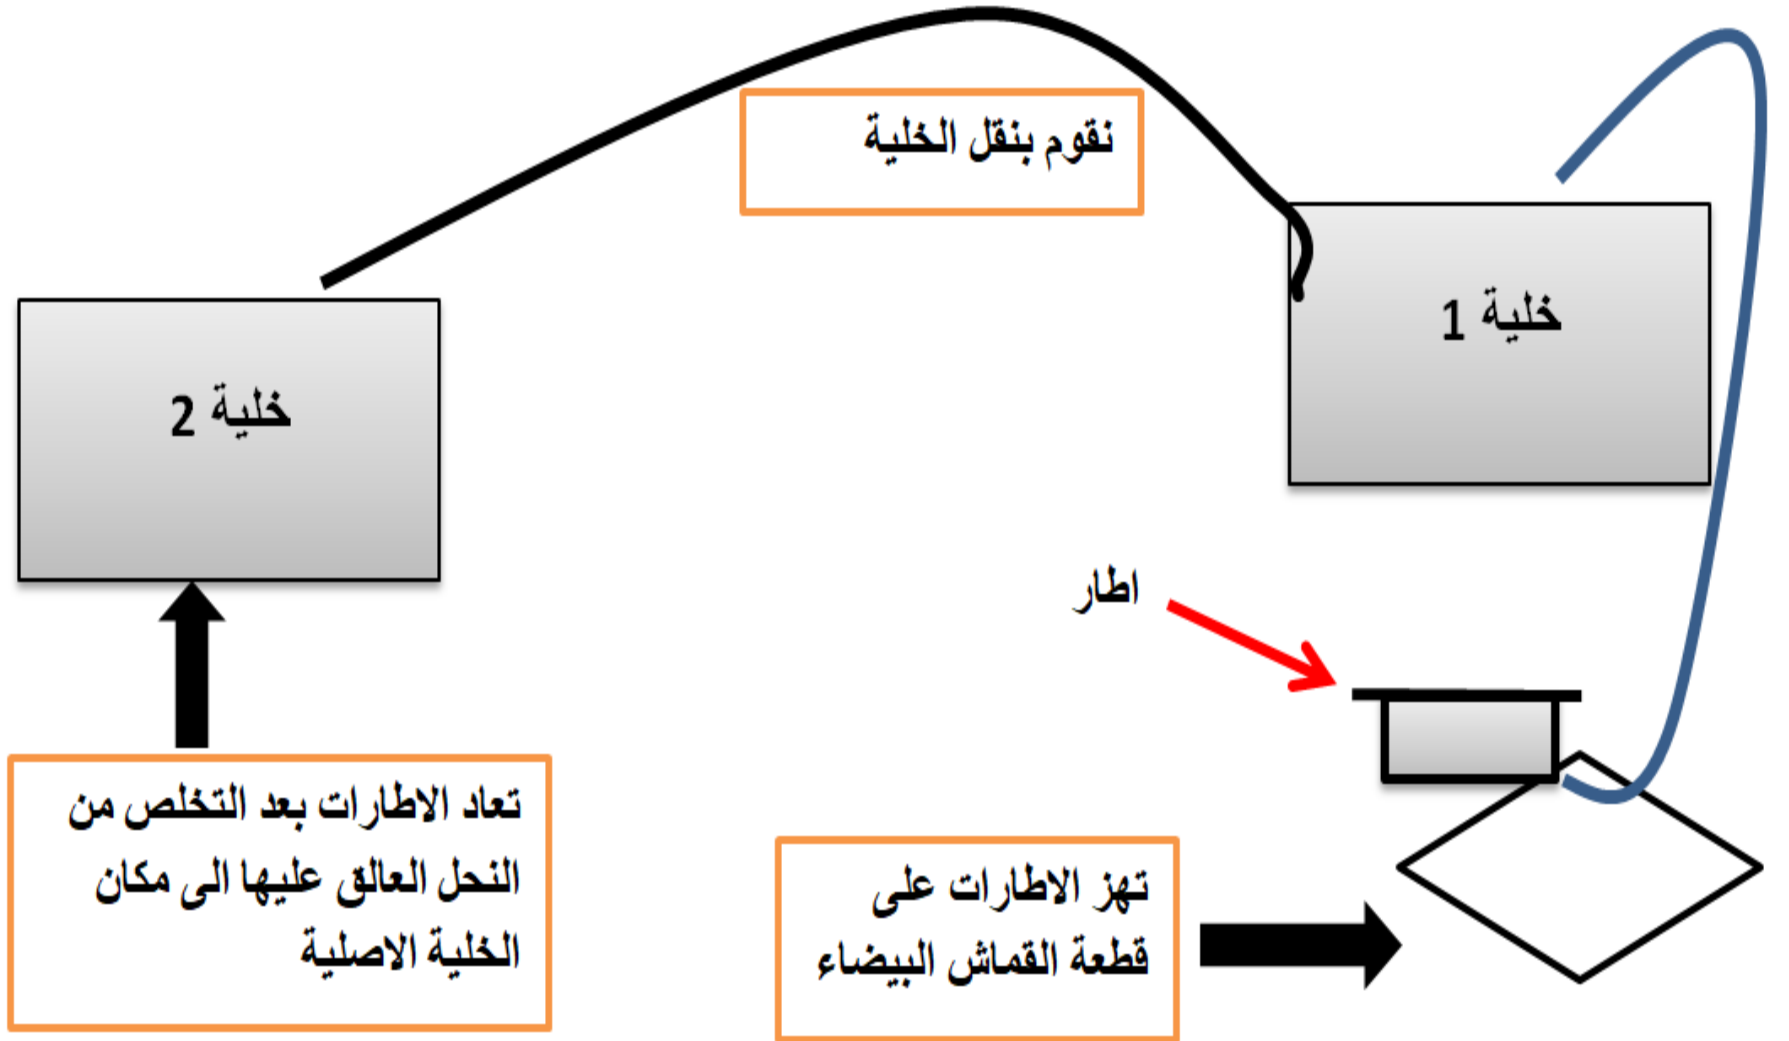 نقوم بنقل الخلية
خلية 1
خلية 2
اطار
تهز الاطارات على
قطعة القماش البيضاء
تعاد الاطارات بعد التخلص من
النحل العالق عليها الى مكان
الخلية الاصلية